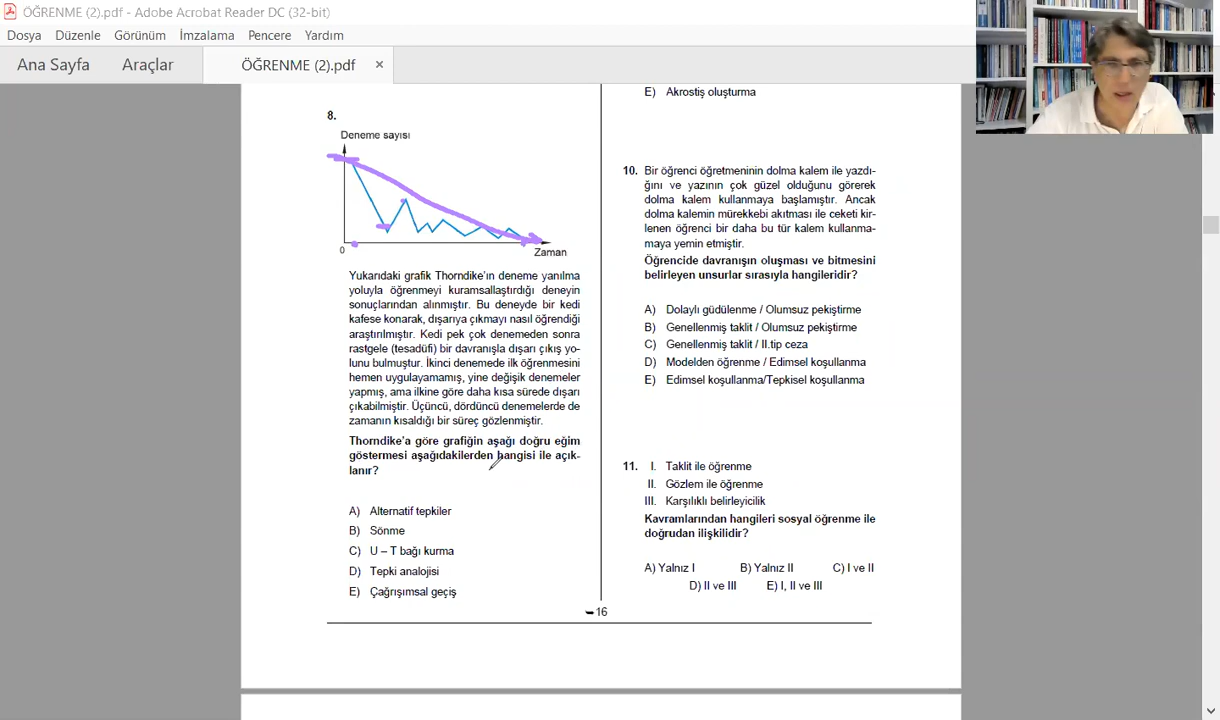 ÖĞRENME (2).pdf - Adobe Acrobat Reader DC (32-bit)
Dosya Düzenle Görünüm İmzalama Pencere Yardım
Ana Sayfa Araçlar ÖĞRENME (2).pdf ×
8.
Deneme sayısı
0
Zaman
Yukarıdaki grafik Thorndike'ın deneme yanılma
yoluyla öğrenmeyi kuramsallaştırdığı deneyin
sonuçlarından alınmıştır. Bu deneyde bir kedi
kafese konarak, dışarıya çıkmayı nasıl öğrendiği
araştırılmıştır. Kedi pek çok denemeden sonra
rastgele (tesadüfi) bir davranışla dışarı çıkış yo-
lunu bulmuştur. İkinci denemede ilk öğrenmesini
hemen uygulayamamış, yine değişik denemeler
yapmış, ama ilkine göre daha kısa sürede dışarı
çıkabilmiştir. Üçüncü, dördüncü denemelerde de
zamanın kısaldığı bir süreç gözlenmiştir.
Thorndike'a göre grafiğin aşağı doğru eğim
göstermesi aşağıdakilerden hangisi ile açık-
lanır?
A) Alternatif tepkiler
B) Sönme
C) U – T bağı kurma
D) Tepki analojisi
E) Çağrışımsal geçiş
E) Akrostiş oluşturma
10. Bir öğrenci öğretmeninin dolma kalem ile yazdı-
ğını ve yazının çok güzel olduğunu görerek
dolma kalem kullanmaya başlamıştır. Ancak
dolma kalemin mürekkebi akıtması ile ceketi kir-
lenen öğrenci bir daha bu tür kalem kullanma-
maya yemin etmiştir.
Öğrencide davranışın oluşması ve bitmesini
belirleyen unsurlar sırasıyla hangileridir?
A) Dolaylı güdülenme / Olumsuz pekiştirme
B) Genellenmiş taklit / Olumsuz pekiştirme
C) Genellenmiş taklit / II.tip ceza
D) Modelden öğrenme / Edimsel koşullanma
E) Edimsel koşullanma/Tepkisel koşullanma
11. I. Taklit ile öğrenme
II. Gözlem ile öğrenme
III. Karşılıklı belirleyicilik
Kavramlarından hangileri sosyal öğrenme ile
doğrudan ilişkilidir?
A) Yalnız I B) Yalnız II C) I ve II
D) II ve III E) I, II ve III
16